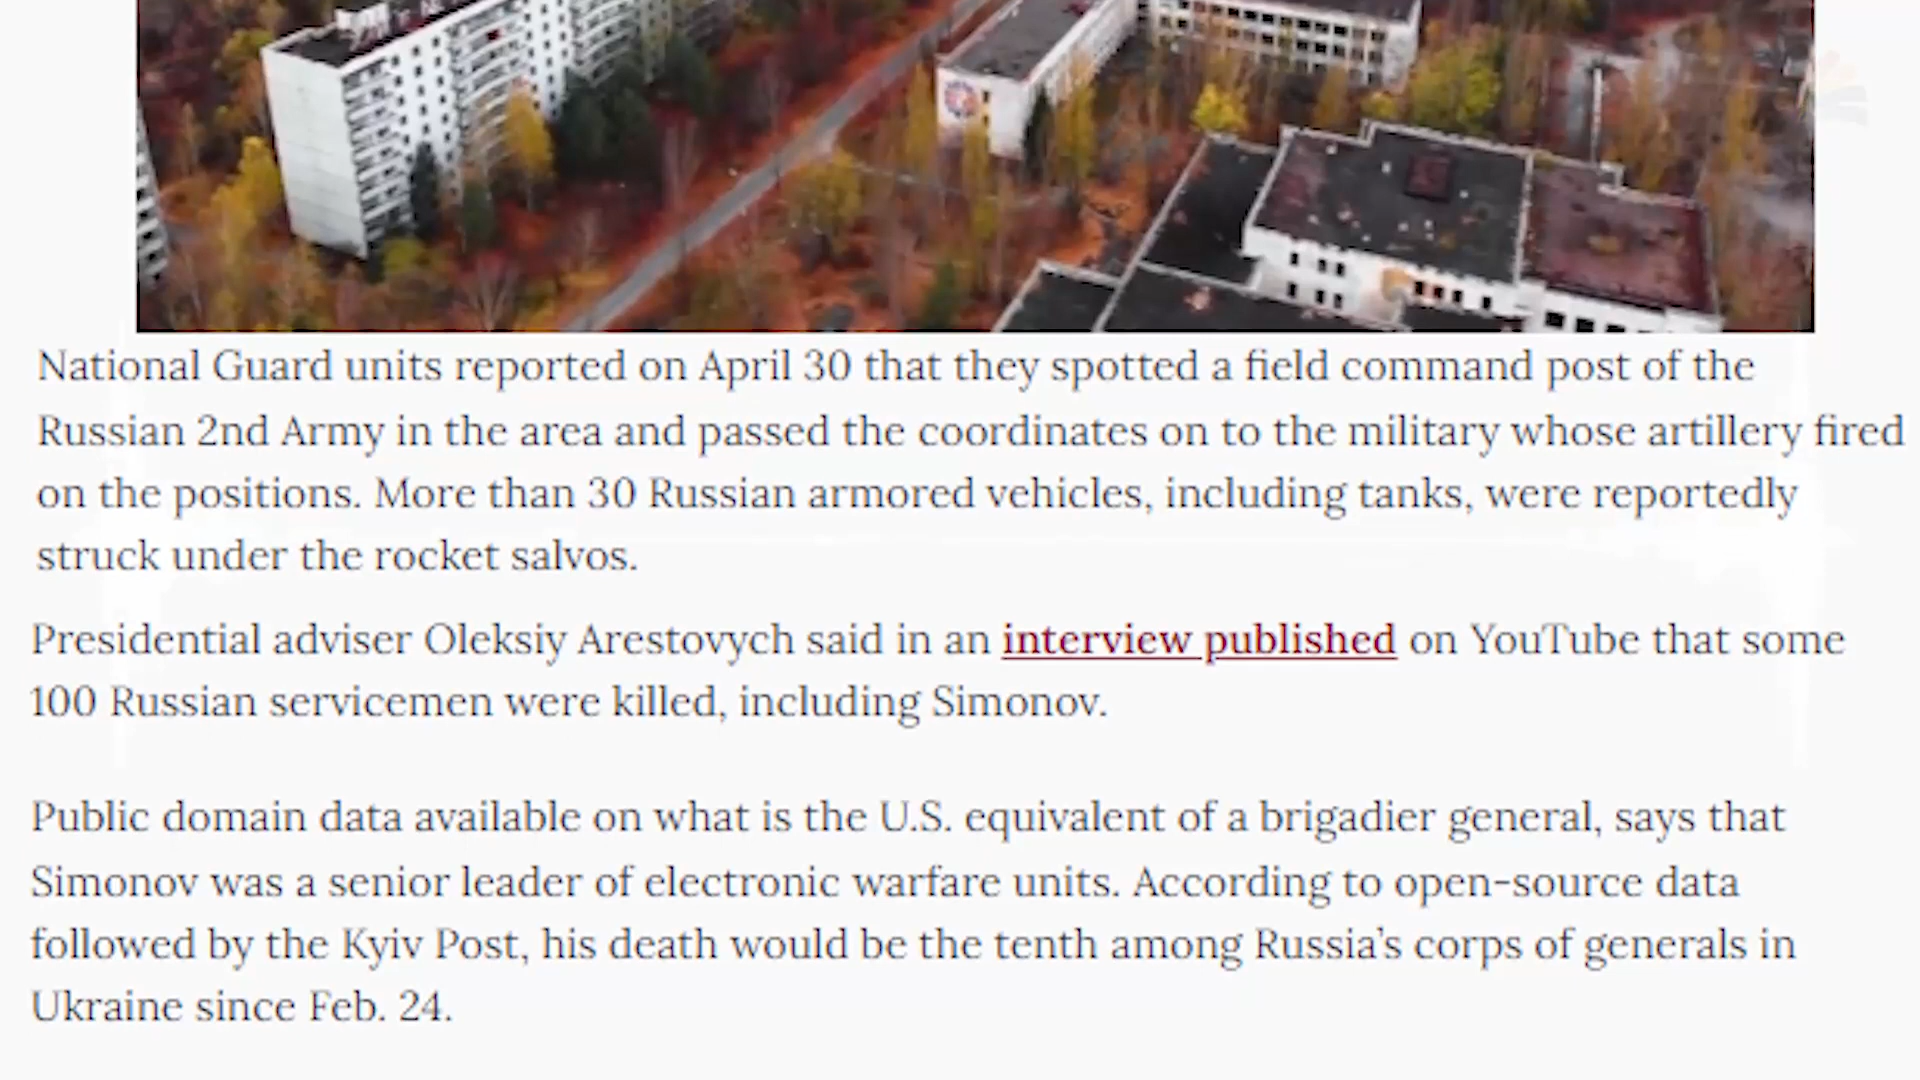 National Guard units reported on April 30 that they spotted a field command post of the
Russian 2nd Army in the area and passed the coordinates on to the military whose artillery fired
on the positions. More than 30 Russian armored vehicles, including tanks, were reportedly
struck under the rocket salvos.
Presidential adviser Oleksiy Arestovych said in an interview published on YouTube that some
100 Russian servicemen were killed, including Simonov.
Public domain data available on what is the U.S. equivalent of a brigadier general, says that
Simonov was a senior leader of electronic warfare units. According to open-source data
followed by the Kyiv Post, his death would be the tenth among Russia's corps of generals in
Ukraine since Feb. 24.